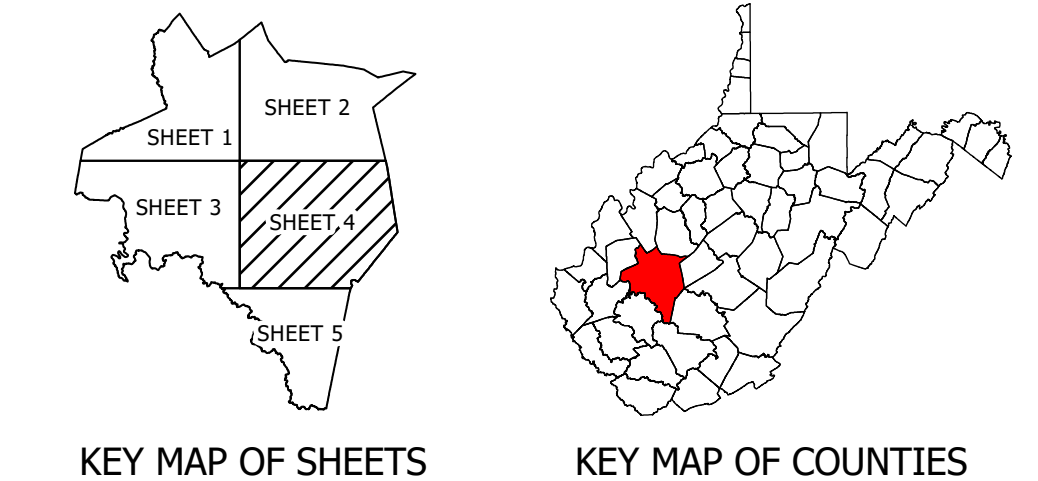 SHEET 1
SHEET 2
SHEET 3
SHEET 4
SHEET 5
KEY MAP OF SHEETS
KEY MAP OF COUNTIES